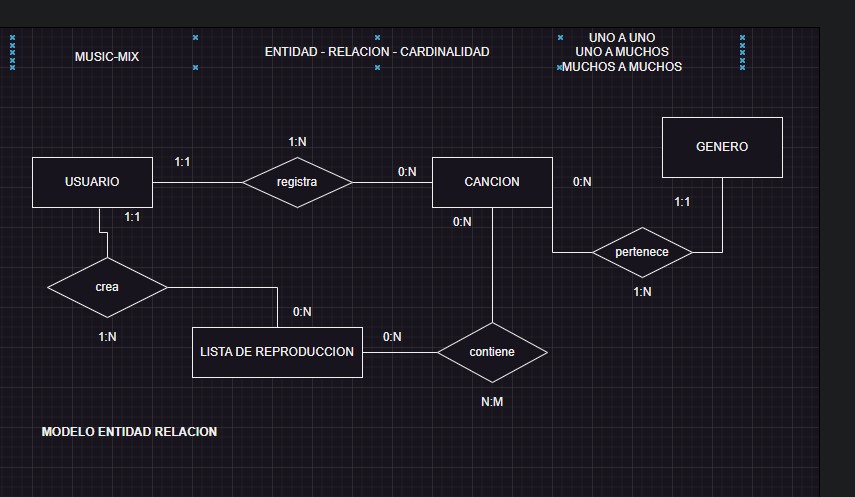 MUSIC-MIX
ENTIDAD - RELACION - CARDINALIDAD
UNO A UNO
UNO A MUCHOS
MUCHOS A MUCHOS
GENERO
1:N
1:1
0:N
USUARIO
registra
CANCION
0:N
1:1
1:1
0:N
pertenece
crea
1:N
0:N
1:N
0:N
LISTA DE REPRODUCCION
contiene
N:M
MODELO ENTIDAD RELACION